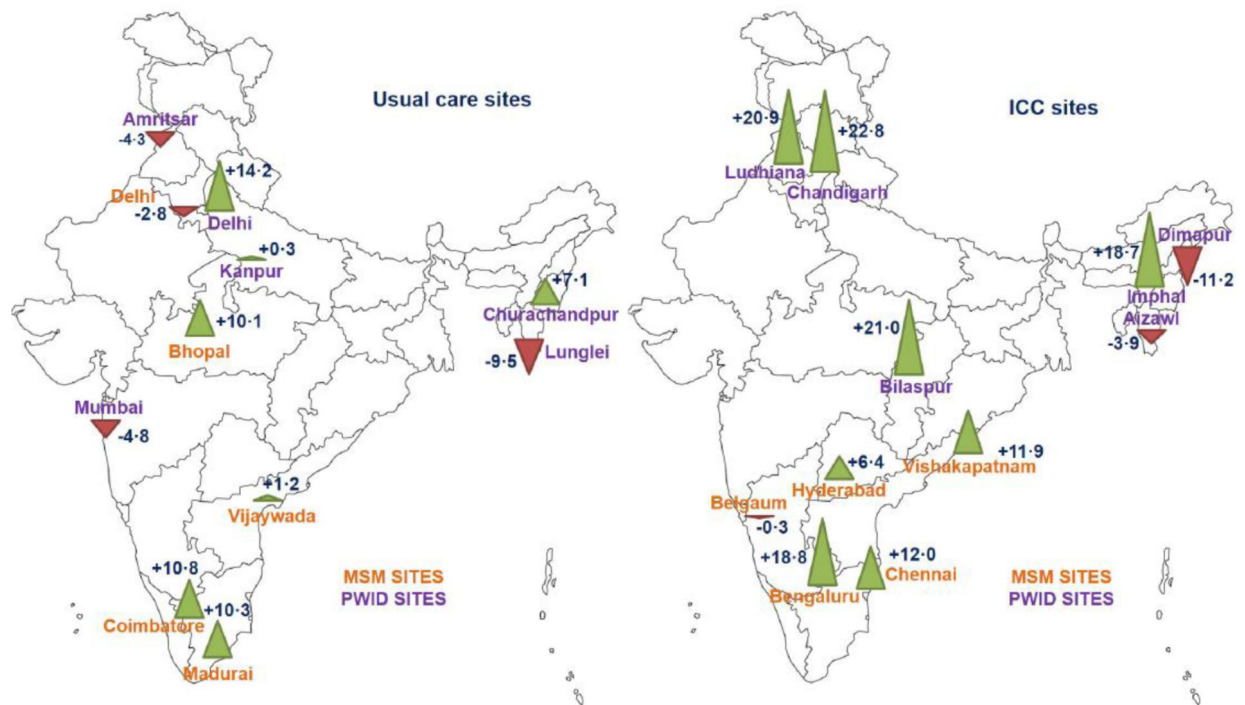 Usual care sites
Amritsar
-4·3
+14·2
Delhi
-2·8
Delhi
+0·3
Kanpur
+7·1
Churachandpur
+10·1
Bhopal
-9·5
Lunglei
Mumbai
-4·8
+1·2
Vijaywada
+10·8
+10·3
Coimbatore
Madurai
MSM SITES
PWID SITES
ICC sites
+20·9
+22·8
Ludhiana
Chandigarh
Dimapur
+18·7
-11·2
Imphal
Aizawl
-3·9
+21·0
Bilaspur
+11·9
Vishakapatnam
+6·4
Hyderabad
Belgaum
-0·3
+18·8
+12·0
Chennai
Bengaluru
MSM SITES
PWID SITES